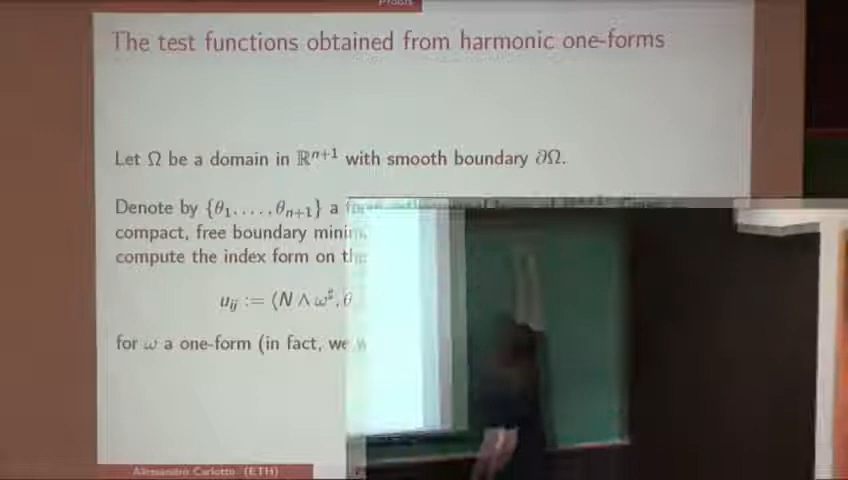 Proofs
The test functions obtained from harmonic one-forms
Let Ω be a domain in ℝⁿ⁺¹ with smooth boundary ∂Ω.
Denote by {θ₁, . . . , θₙ₊₁} a
compact, free boundary
compute the index form on
uᵢⱼ := ⟨N ∧ ω♯, θ
for ω a one-form (in fact, we
Alessandro Carlotto (ETH)